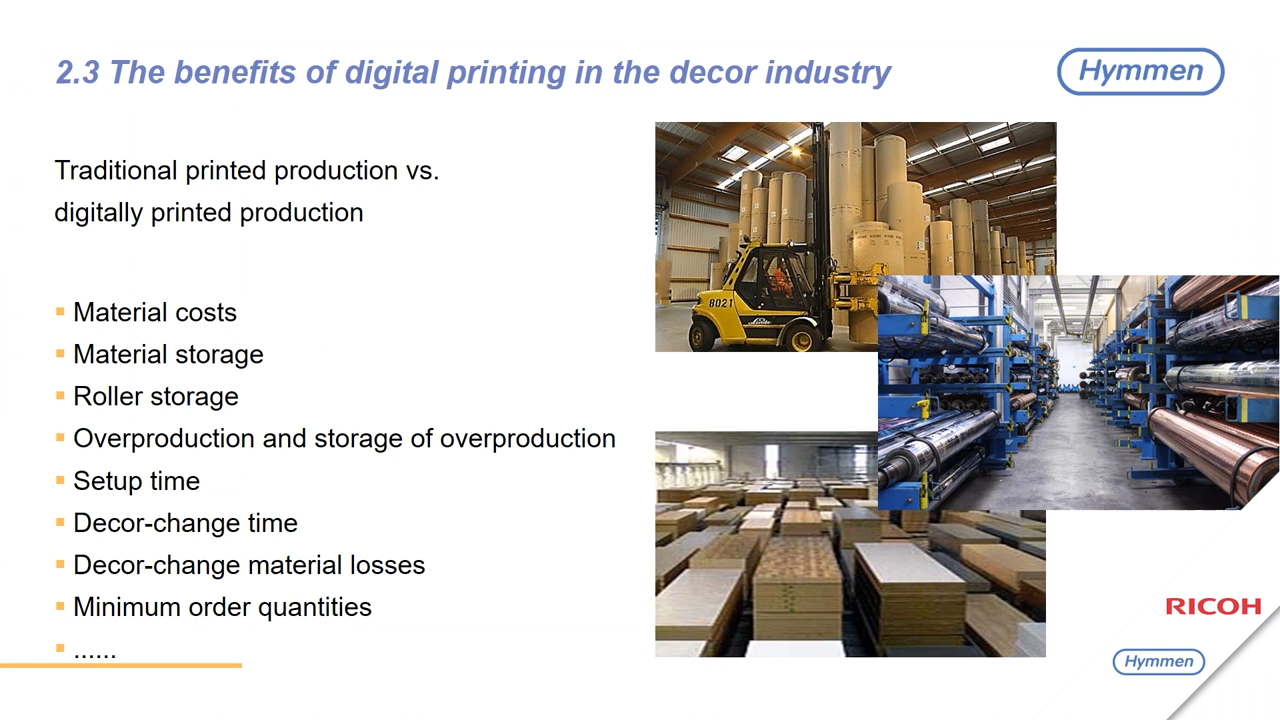 2.3 The benefits of digital printing in the decor industry
Hymmen
Traditional printed production vs.
digitally printed production
Material costs
Material storage
Roller storage
Overproduction and storage of overproduction
Setup time
Decor-change time
Decor-change material losses
Minimum order quantities
......
8021
Linde
RICOH
Hymmen